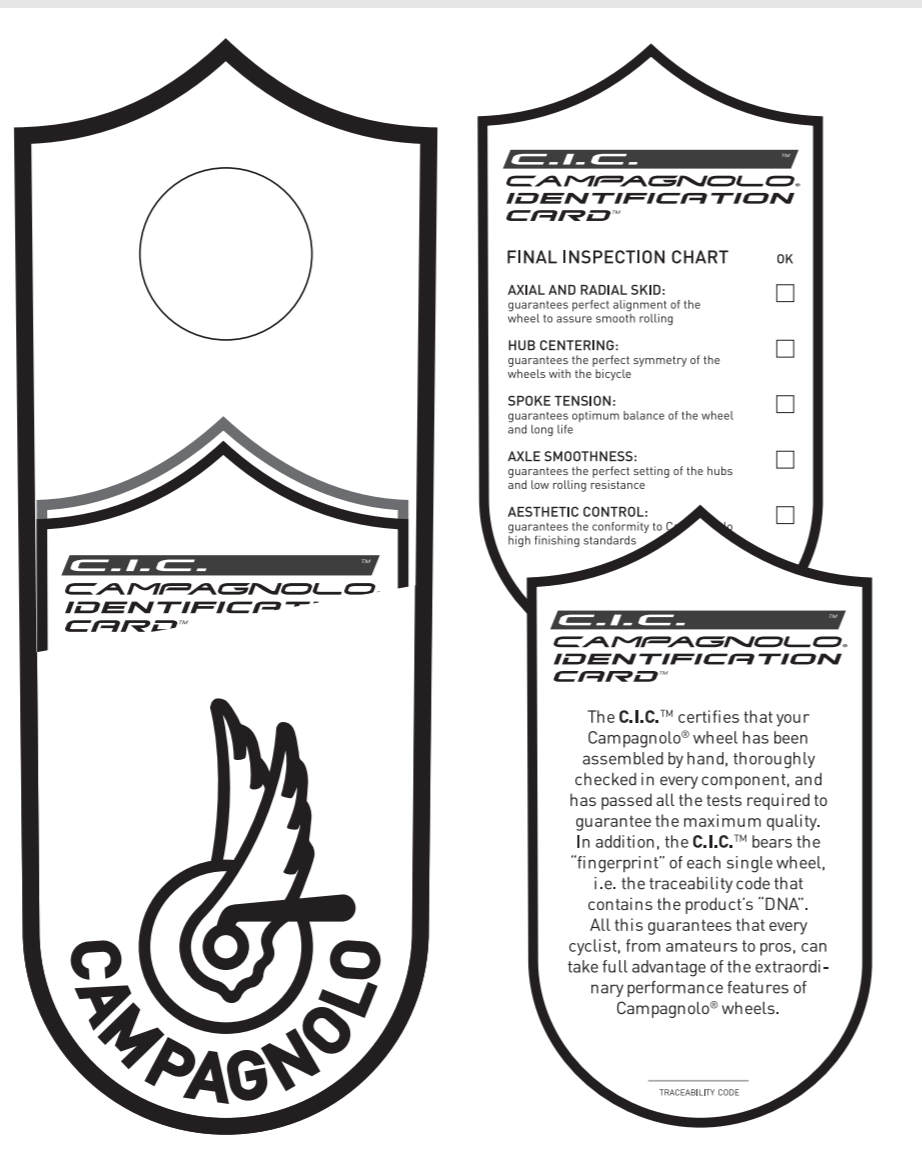 C.I.C.™
CAMPAGNOLO
IDENTIFICAT
CARD™
CAMPAGNOLO
C.I.C.™
CAMPAGNOLO®
IDENTIFICATION
CARD™
FINAL INSPECTION CHART OK
AXIAL AND RADIAL SKID:
guarantees perfect alignment of the
wheel to assure smooth rolling
HUB CENTERING:
guarantees the perfect symmetry of the
wheels with the bicycle
SPOKE TENSION:
guarantees optimum balance of the wheel
and long life
AXLE SMOOTHNESS:
guarantees the perfect setting of the hubs
and low rolling resistance
AESTHETIC CONTROL:
guarantees the conformity to
high finishing standards
C.I.C.™
CAMPAGNOLO®
IDENTIFICATION
CARD™
The C.I.C.™ certifies that your
Campagnolo® wheel has been
assembled by hand, thoroughly
checked in every component, and
has passed all the tests required to
guarantee the maximum quality.
In addition, the C.I.C.™ bears the
“fingerprint” of each single wheel,
i.e. the traceability code that
contains the product’s “DNA”.
All this guarantees that every
cyclist, from amateurs to pros, can
take full advantage of the extraordi-
nary performance features of
Campagnolo® wheels.
TRACEABILITY CODE